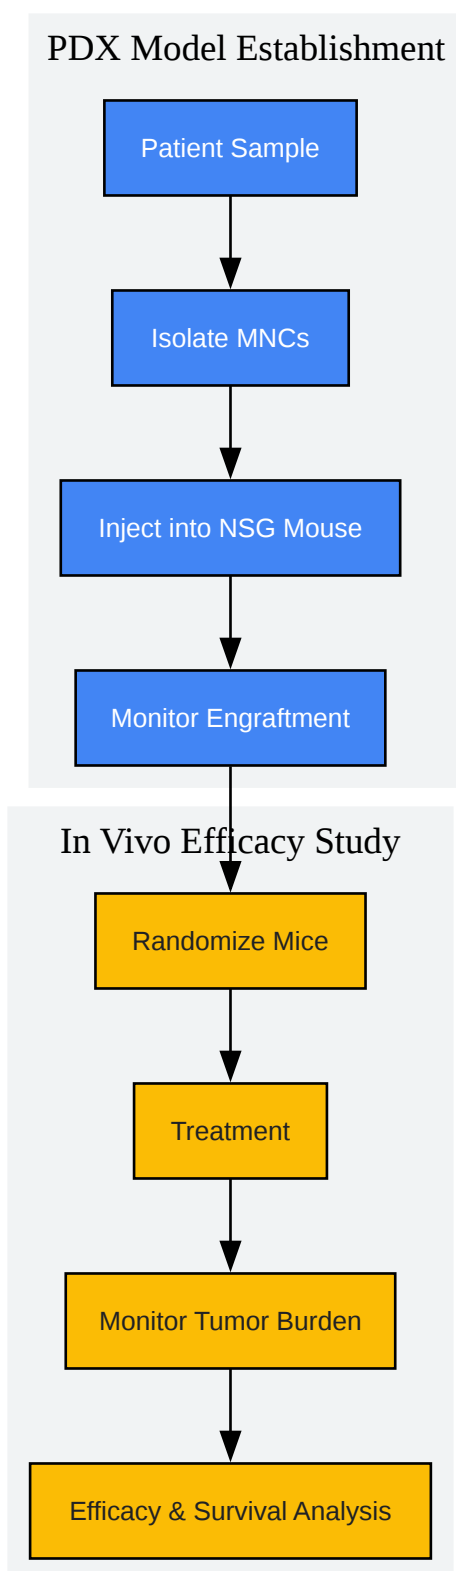 PDX Model Establishment
Patient Sample
Isolate MNCs
Inject into NSG Mouse
Monitor Engraftment
In Vivo Efficacy Study
Randomize Mice
Treatment
Monitor Tumor Burden
Efficacy & Survival Analysis